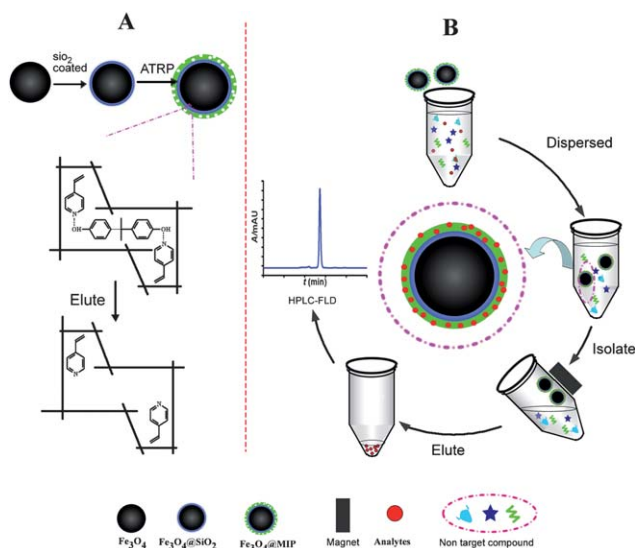 A
sio2
coated
ATRP
N
OH
OH
N
Elute
N
N
B
Dispersed
Isolate
Elute
A/mAU
t (min)
HPLC-FLD
Fe3O4
Fe3O4@SiO2
Fe3O4@MIP
Magnet
Analytes
Non target compound